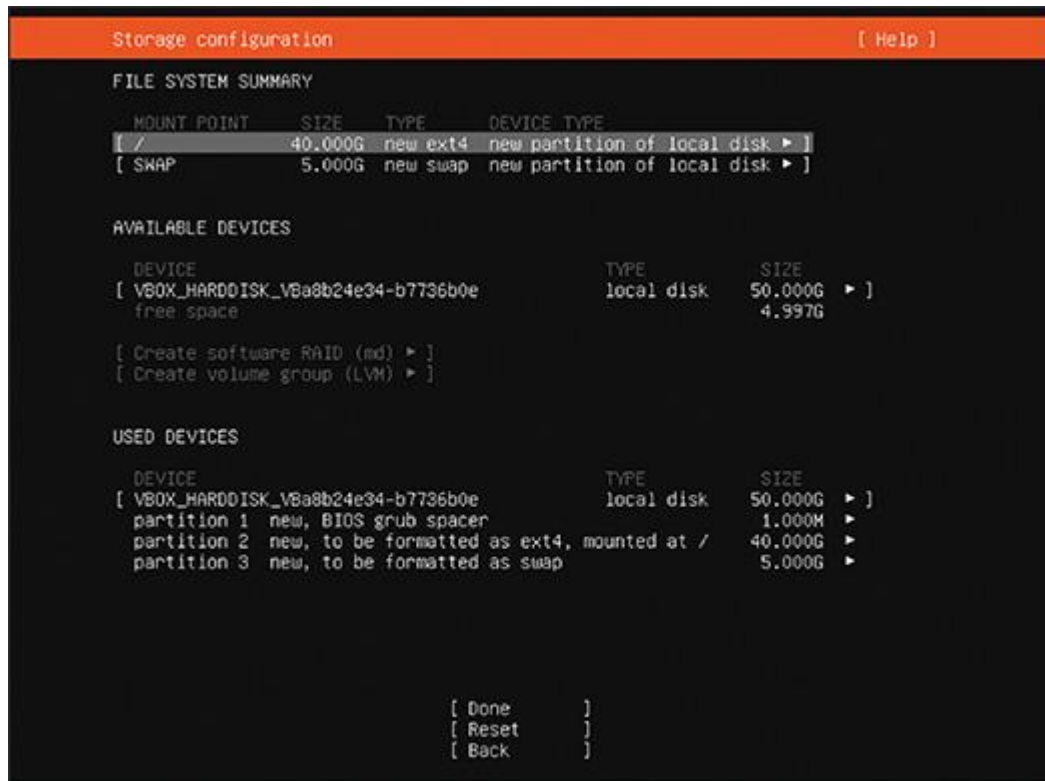 Storage configuration [ Help ]
FILE SYSTEM SUMMARY
MOUNT POINT SIZE TYPE DEVICE TYPE
[ / 40.000G new ext4 new partition of local disk ▸ ]
[ SWAP 5.000G new swap new partition of local disk ▸ ]
AVAILABLE DEVICES
DEVICE TYPE SIZE
[ VBOX_HARDDISK_VBa8b24e34-b7736b0e local disk 50.000G ▸ ]
free space 4.997G
[ Create software RAID (md) ▸ ]
[ Create volume group (LVM) ▸ ]
USED DEVICES
DEVICE TYPE SIZE
[ VBOX_HARDDISK_VBa8b24e34-b7736b0e local disk 50.000G ▸ ]
partition 1 new, BIOS grub spacer 1.000M ▸
partition 2 new, to be formatted as ext4, mounted at / 40.000G ▸
partition 3 new, to be formatted as swap 5.000G ▸
[ Done ]
[ Reset ]
[ Back ]